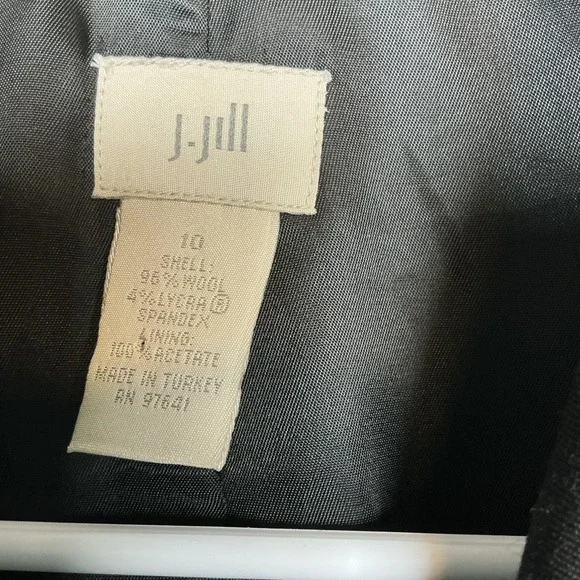 J.Jill
10
SHELL:
96% WOOL
4% LYCRA ®
SPANDEX
LINING:
100% ACETATE
MADE IN TURKEY
RN 97641